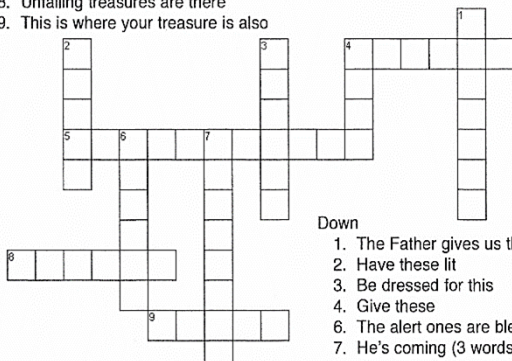 8. Unfailing treasures are there
9. This is where your treasure is also
1
2
3
4
5
6
7
8
9
Down
1. The Father gives us
2. Have these lit
3. Be dressed for this
4. Give these
6. The alert ones are
7. He's coming (3 words